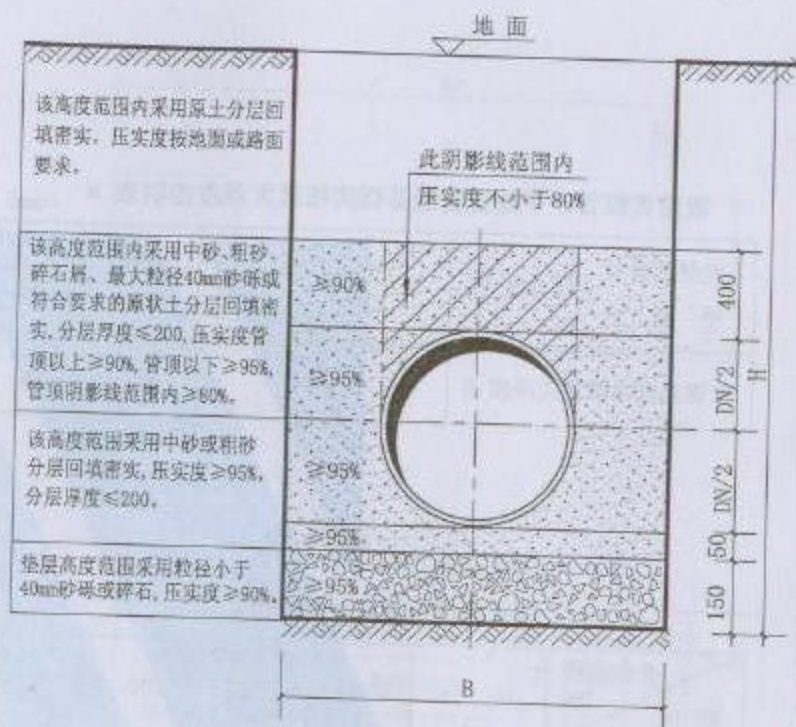 地 面
该高度范围内采用原土分层回
填密实。压实度按地面或路面
要求。
此阴影线范围内
压实度不小于80%
该高度范围内采用中砂、粗砂、
碎石屑、最大粒径40mm砂砾或
符合要求的原状土分层回填密
实,分层厚度≤200,压实度管
顶以上≥90%,管顶以下≥95%,
管顶阴影线范围内≥80%。
≥90%
≥95%
该高度范围采用中砂或粗砂
分层回填密实,压实度≥95%,
分层厚度≤200。
≥95%
≥95%
垫层高度范围采用粒径小于
40mm砂砾或碎石,压实度≥90%。
≥95%
400
DN/2
DN/2
50
150
H
B